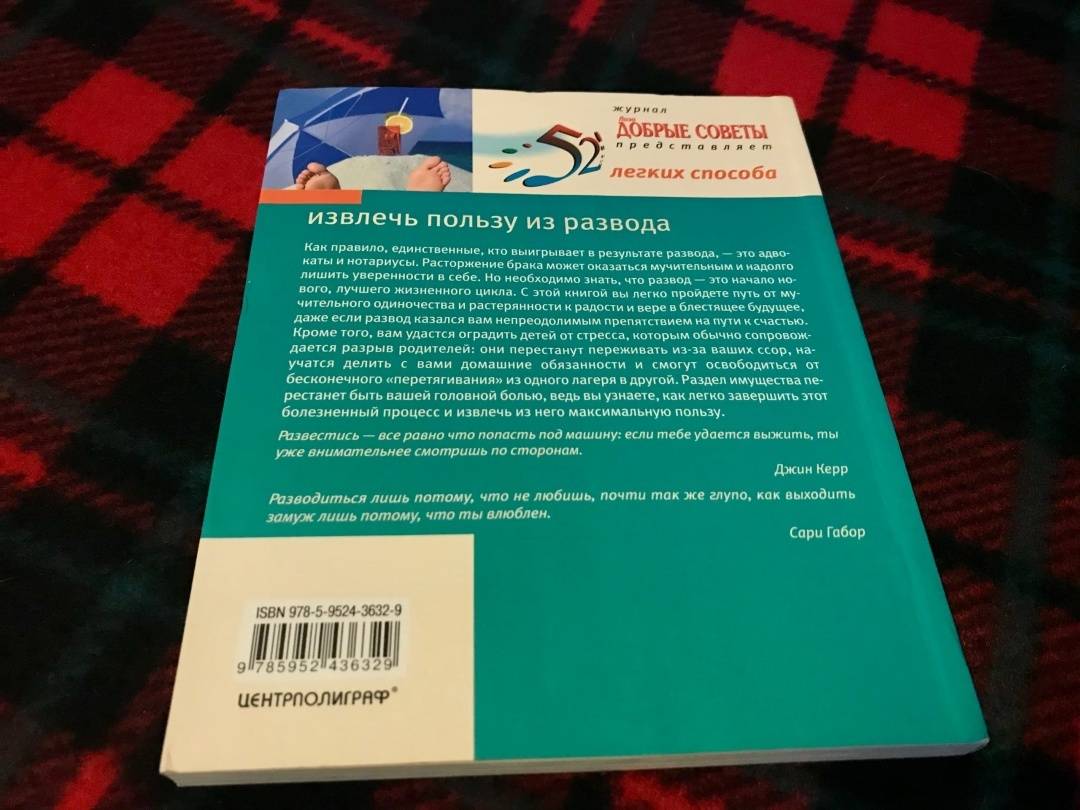 журнал
Лиза
ДОБРЫЕ СОВЕТЫ
представляет
52
легких способа
извлечь пользу из развода
Как правило, единственные, кто выигрывает в результате развода, — это адво-
каты и нотариусы. Расторжение брака может оказаться мучительным и надолго
лишить уверенности в себе. Но необходимо знать, что развод — это начало но-
вого, лучшего жизненного цикла. С этой книгой вы легко пройдете путь от му-
чительного одиночества и растерянности к радости и вере в блестящее будущее,
даже если развод казался вам непреодолимым препятствием на пути к счастью.
Кроме того, вам удастся оградить детей от стресса, которым обычно сопровож-
дается разрыв родителей: они перестанут переживать из-за ваших ссор, на-
учатся делить с вами домашние обязанности и смогут освободиться от
бесконечного «перетягивания» из одного лагеря в другой. Раздел имущества пе-
рестанет быть вашей головной болью, ведь вы узнаете, как легко завершить этот
болезненный процесс и извлечь из него максимальную пользу.
Развестись — все равно что попасть под машину: если тебе удается выжить, ты
уже внимательнее смотришь по сторонам.
Джин Керр
Разводиться лишь потому, что не любишь, почти так же глупо, как выходить
замуж лишь потому, что ты влюблен.
Сари Габор
ISBN 978-5-9524-3632-9
9 785952 436329
ЦЕНТРПОЛИГРАФ®